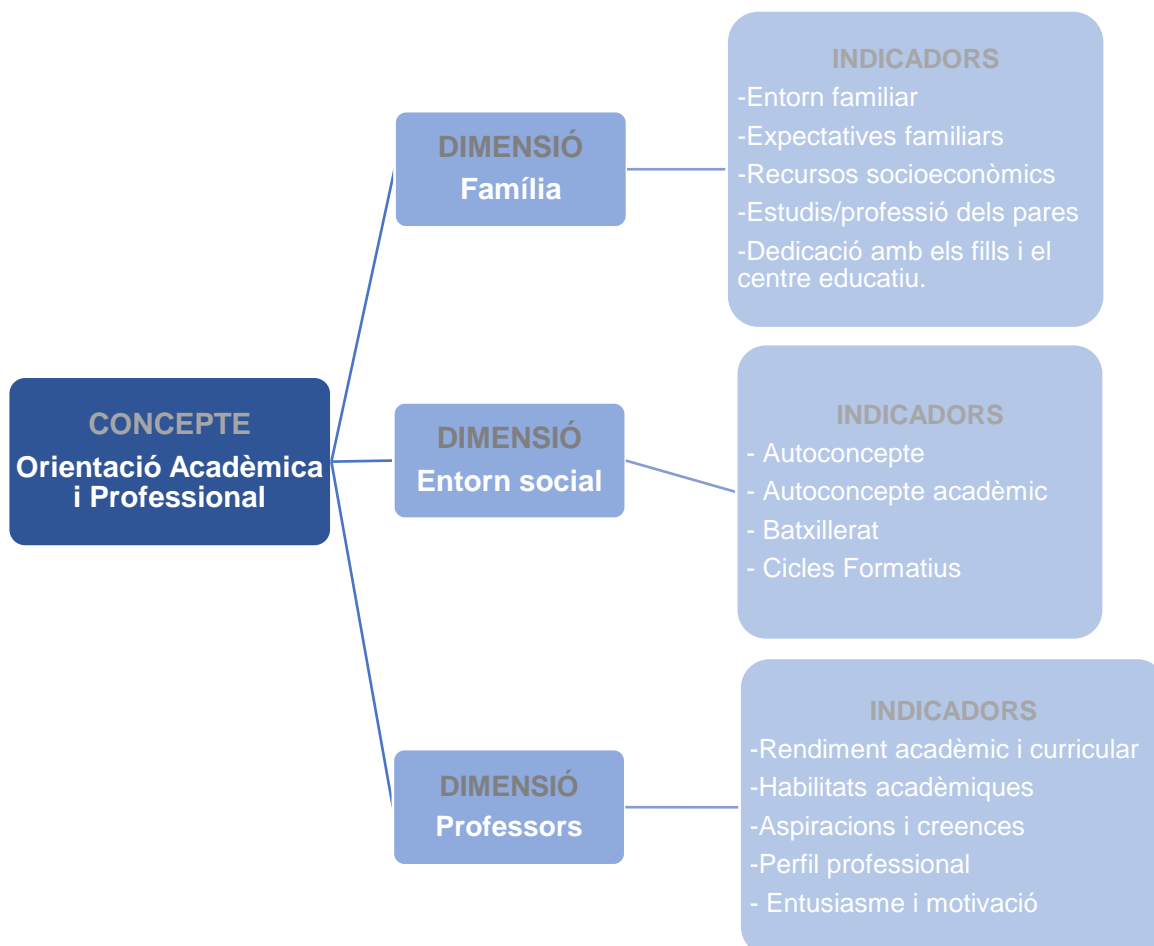 CONCEPTE
Orientació Acadèmica
i Professional
DIMENSIÓ
Família
INDICADORS
-Entorn familiar
-Expectatives familiars
-Recursos socioeconòmics
-Estudis/professió dels pares
-Dedicació amb els fills i el
centre educatiu.
DIMENSIÓ
Entorn social
INDICADORS
- Autoconcepte
- Autoconcepte acadèmic
- Batxillerat
- Cicles Formatius
DIMENSIÓ
Professors
INDICADORS
-Rendiment acadèmic i curricular
-Habilitats acadèmiques
-Aspiracions i creences
-Perfil professional
- Entusiasme i motivació